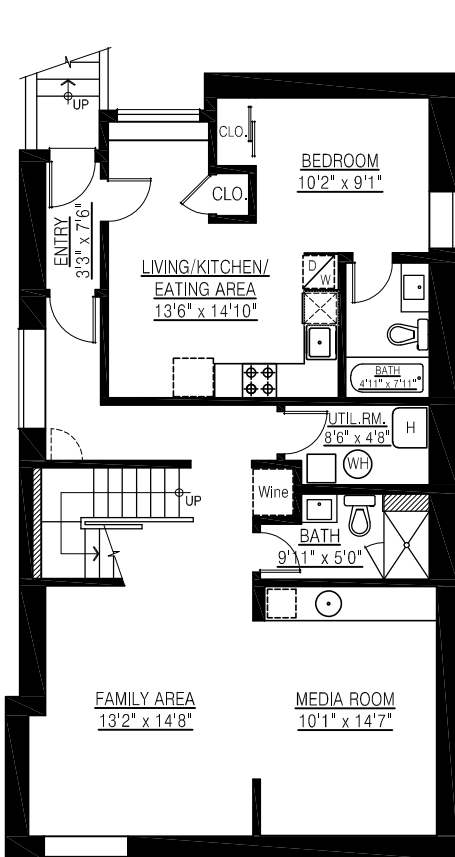 UP
CLO.
BEDROOM
10'2" x 9'1"
CLO.
ENTRY
3'3" x 7'6"
LIVING/KITCHEN/
EATING AREA
13'6" x 14'10"
D
W
BATH
4'11" x 7'11"
UTIL.RM.
8'6" x 4'8"
H
WH
Wine
UP
BATH
9'11" x 5'0"
FAMILY AREA
13'2" x 14'8"
MEDIA ROOM
10'1" x 14'7"